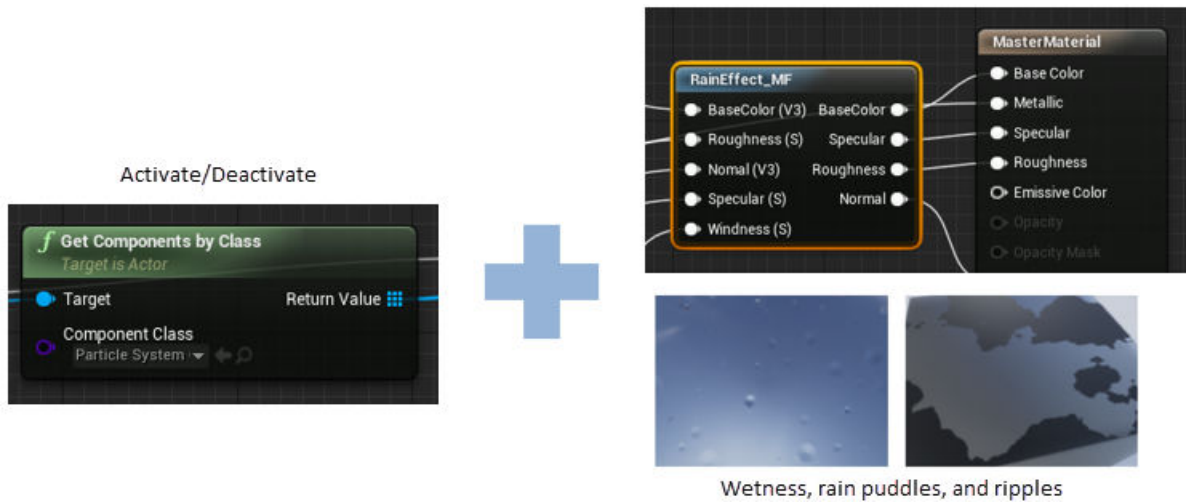 Activate/Deactivate
f Get Components by Class
Target is Actor
Target Return Value
Component Class
Particle System
MasterMaterial
Base Color
Metallic
Specular
Roughness
Emissive Color
Opacity
Opacity Mask
RainEffect_MF
BaseColor (V3) BaseColor
Roughness (S) Specular
Nomal (V3) Roughness
Specular (S) Normal
Windness (S)
Wetness, rain puddles, and ripples